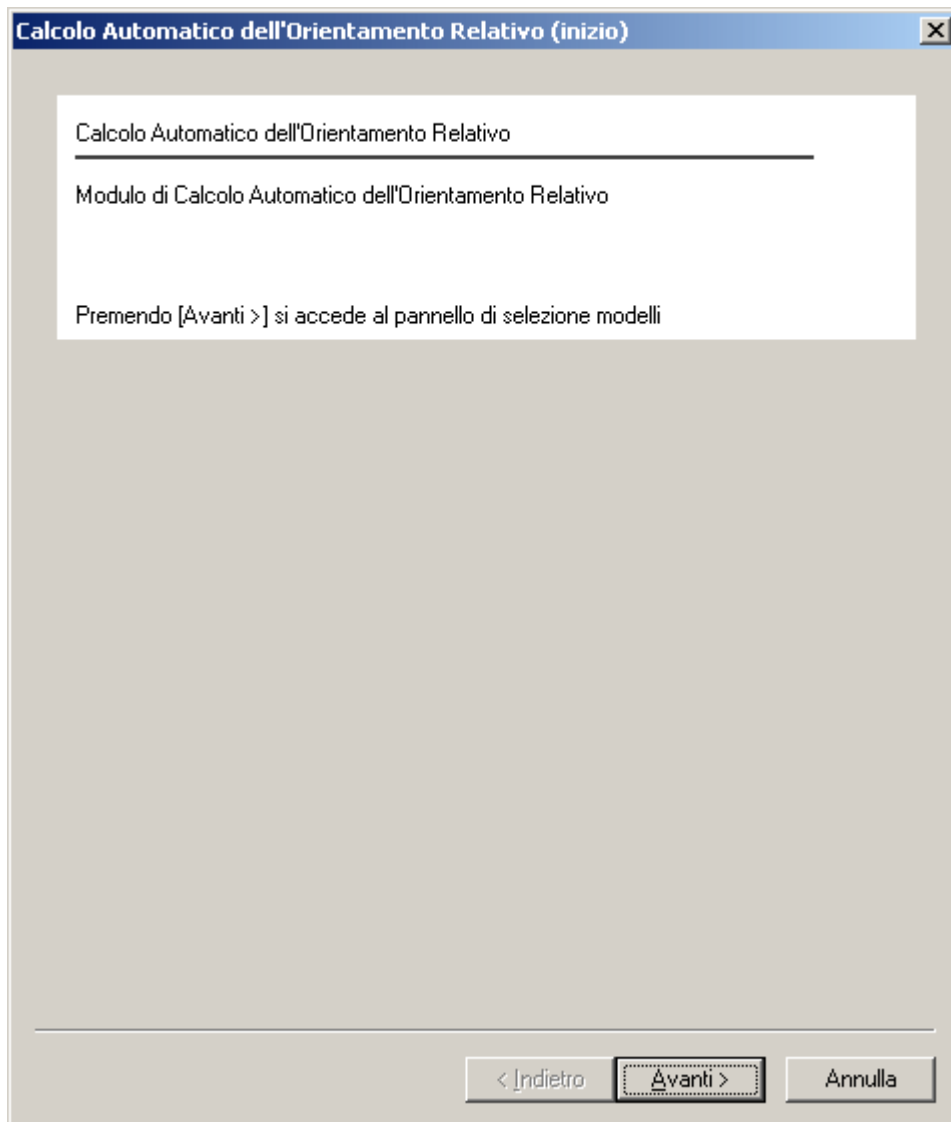 Calcolo Automatico dell'Orientamento Relativo (inizio)
Calcolo Automatico dell'Orientamento Relativo
Modulo di Calcolo Automatico dell'Orientamento Relativo
Premendo [Avanti >] si accede al pannello di selezione modelli
< Indietro
Avanti >
Annulla